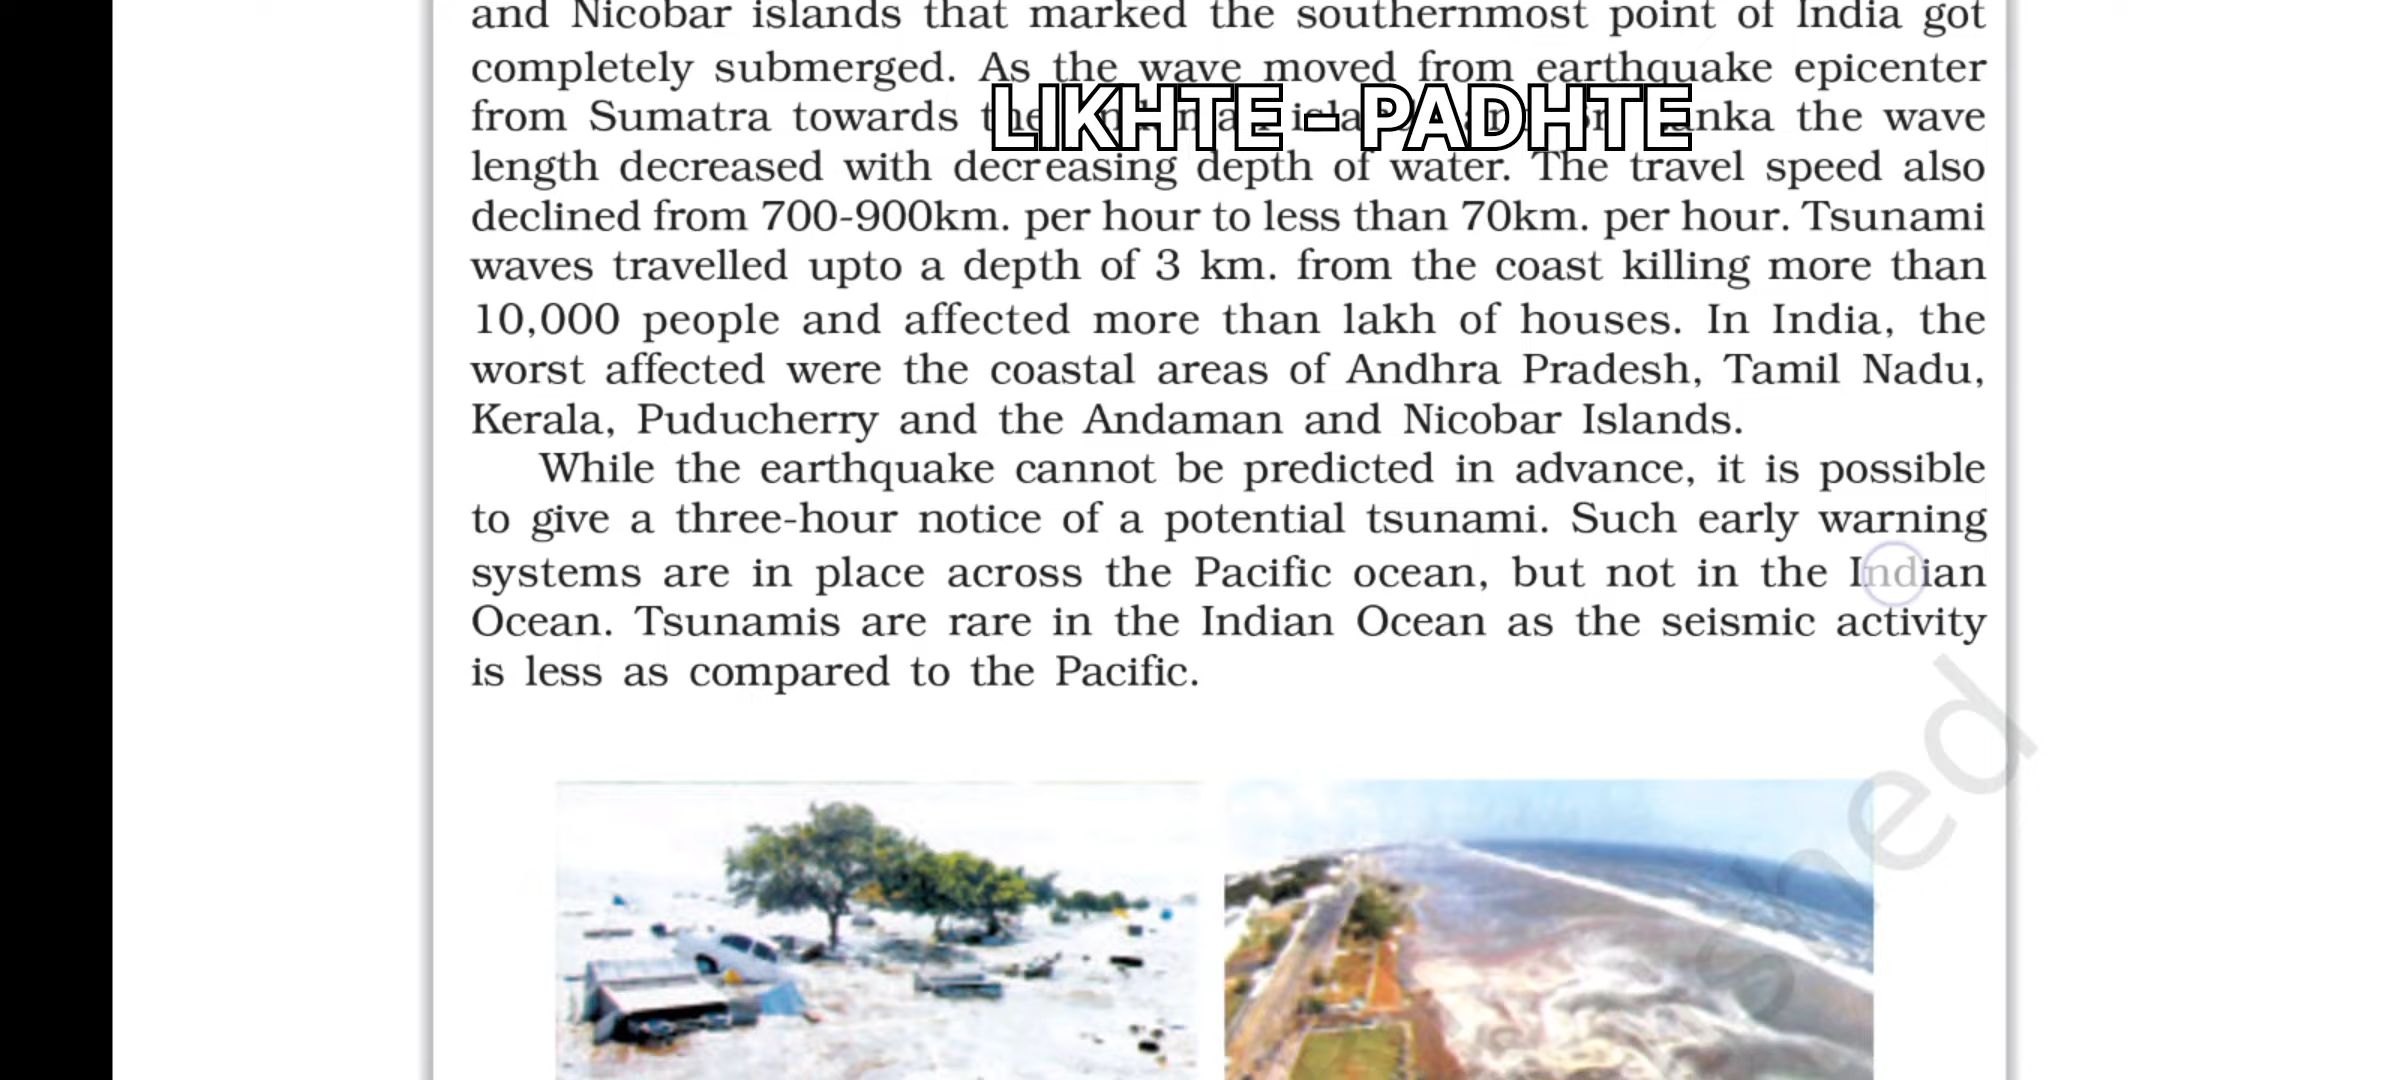 and Nicobar islands that marked the southernmost point of India got
completely submerged. As the wave moved from earthquake epicenter
LIKHTE – PADHTE
from Sumatra towards the the wave
length decreased with decreasing depth of water. The travel speed also
declined from 700-900km. per hour to less than 70km. per hour. Tsunami
waves travelled upto a depth of 3 km. from the coast killing more than
10,000 people and affected more than lakh of houses. In India, the
worst affected were the coastal areas of Andhra Pradesh, Tamil Nadu,
Kerala, Puducherry and the Andaman and Nicobar Islands.
While the earthquake cannot be predicted in advance, it is possible
to give a three-hour notice of a potential tsunami. Such early warning
systems are in place across the Pacific ocean, but not in the Indian
Ocean. Tsunamis are rare in the Indian Ocean as the seismic activity
is less as compared to the Pacific.